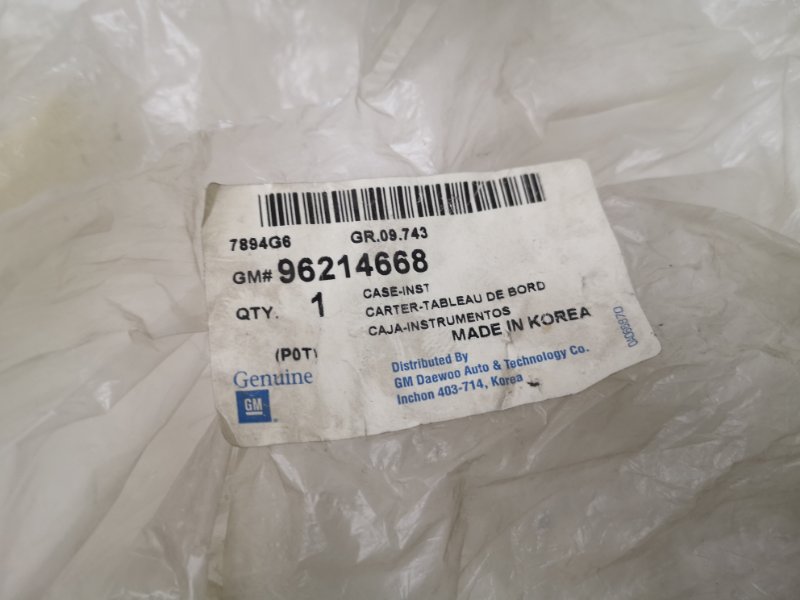 7894G6 GR.09.743
GM# 96214668
QTY. 1 CASE-INST
CARTER-TABLEAU DE BORD
CAJA-INSTRUMENTOS
MADE IN KOREA
(P0T)
Genuine
GM
Distributed By
GM Daewoo Auto & Technology Co.
Inchon 403-714, Korea